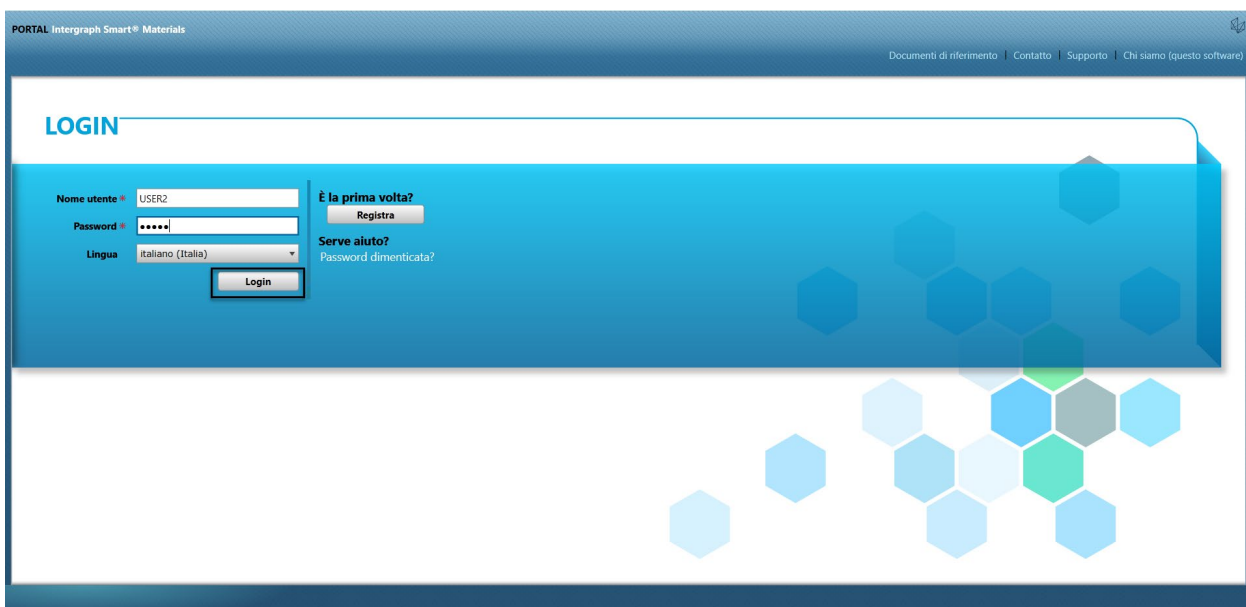 PORTAL Intergraph Smart® Materials
Documenti di riferimento | Contatto | Supporto | Chi siamo (questo software)
LOGIN
Nome utente * USER2
Password * •••••
Lingua italiano (Italia)
Login
È la prima volta?
Registra
Serve aiuto?
Password dimenticata?